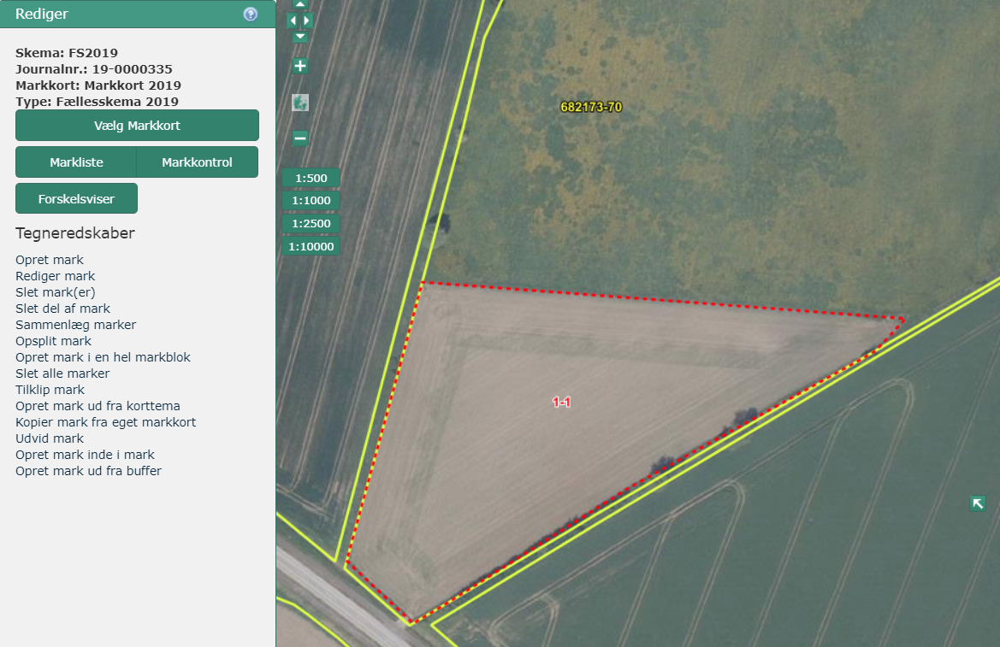 Rediger
Skema: FS2019
Journalnr.: 19-0000335
Markkort: Markkort 2019
Type: Fællesskema 2019
Vælg Markkort
Markliste
Markkontrol
Forskelsviser
Tegneredskaber
Opret mark
Rediger mark
Slet mark(er)
Slet del af mark
Sammenlæg marker
Opsplit mark
Opret mark i en hel markblok
Slet alle marker
Tilklip mark
Opret mark ud fra korttema
Kopier mark fra eget markkort
Udvid mark
Opret mark inde i mark
Opret mark ud fra buffer
1:500
1:1000
1:2500
1:10000
682173-70
1-1